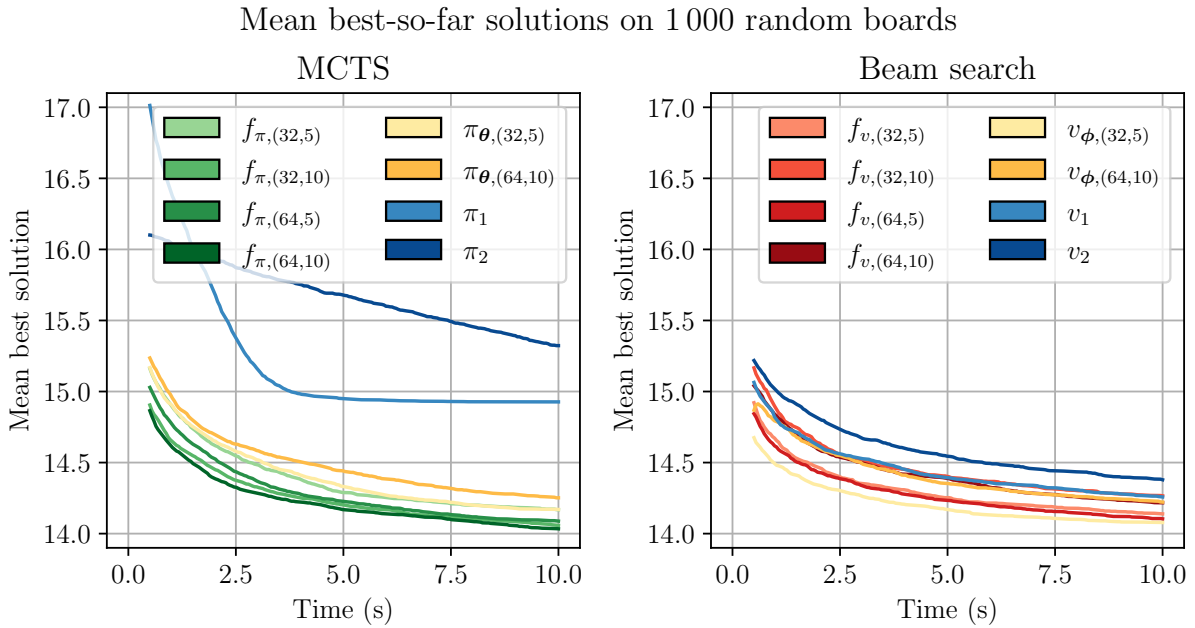 Mean best-so-far solutions on 1 000 random boards
MCTS
Mean best solution
17.0
16.5
16.0
15.5
15.0
14.5
14.0
f_{π,(32,5)}
f_{π,(32,10)}
f_{π,(64,5)}
f_{π,(64,10)}
π_{θ,(32,5)}
π_{θ,(64,10)}
π_1
π_2
0.0 2.5 5.0 7.5 10.0
Time (s)
Beam search
Mean best solution
17.0
16.5
16.0
15.5
15.0
14.5
14.0
f_{v,(32,5)}
f_{v,(32,10)}
f_{v,(64,5)}
f_{v,(64,10)}
v_{ϕ,(32,5)}
v_{ϕ,(64,10)}
v_1
v_2
0.0 2.5 5.0 7.5 10.0
Time (s)